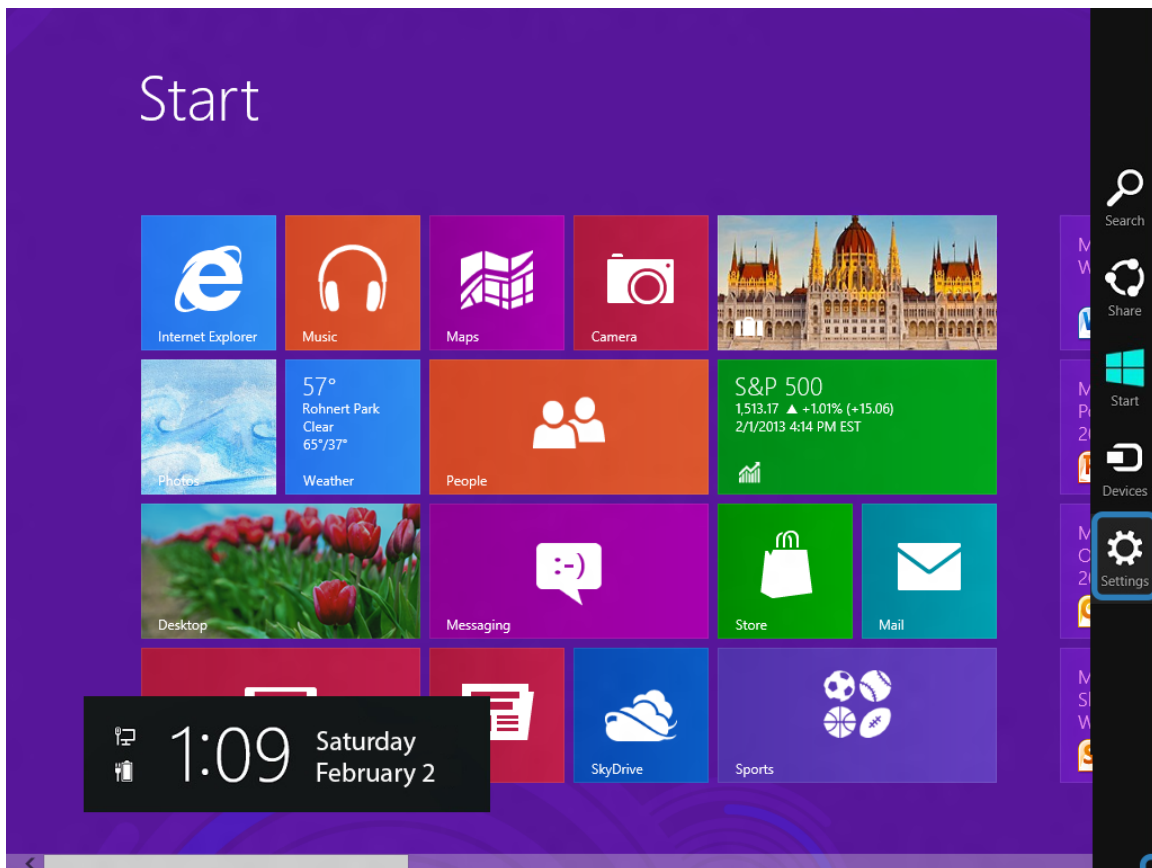 Start
Internet Explorer
Music
Maps
Camera
Photos
57°
Rohnert Park
Clear
65°/37°
Weather
People
S&P 500
1,513.17 ▲ +1.01% (+15.06)
2/1/2013 4:14 PM EST
Desktop
Messaging
:-)
Store
Mail
SkyDrive
Sports
1:09
Saturday
February 2
Search
Share
Start
Devices
Settings